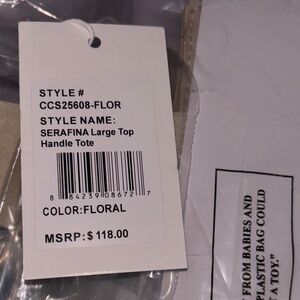 STYLE #
CCS25608-FLOR
STYLE NAME:
SERAFINA Large Top
Handle Tote
8 84239 08672 7
COLOR:FLORAL
MSRP: $ 118.00
FROM BABIES AND
LASTIC BAG COULD
A TOY."